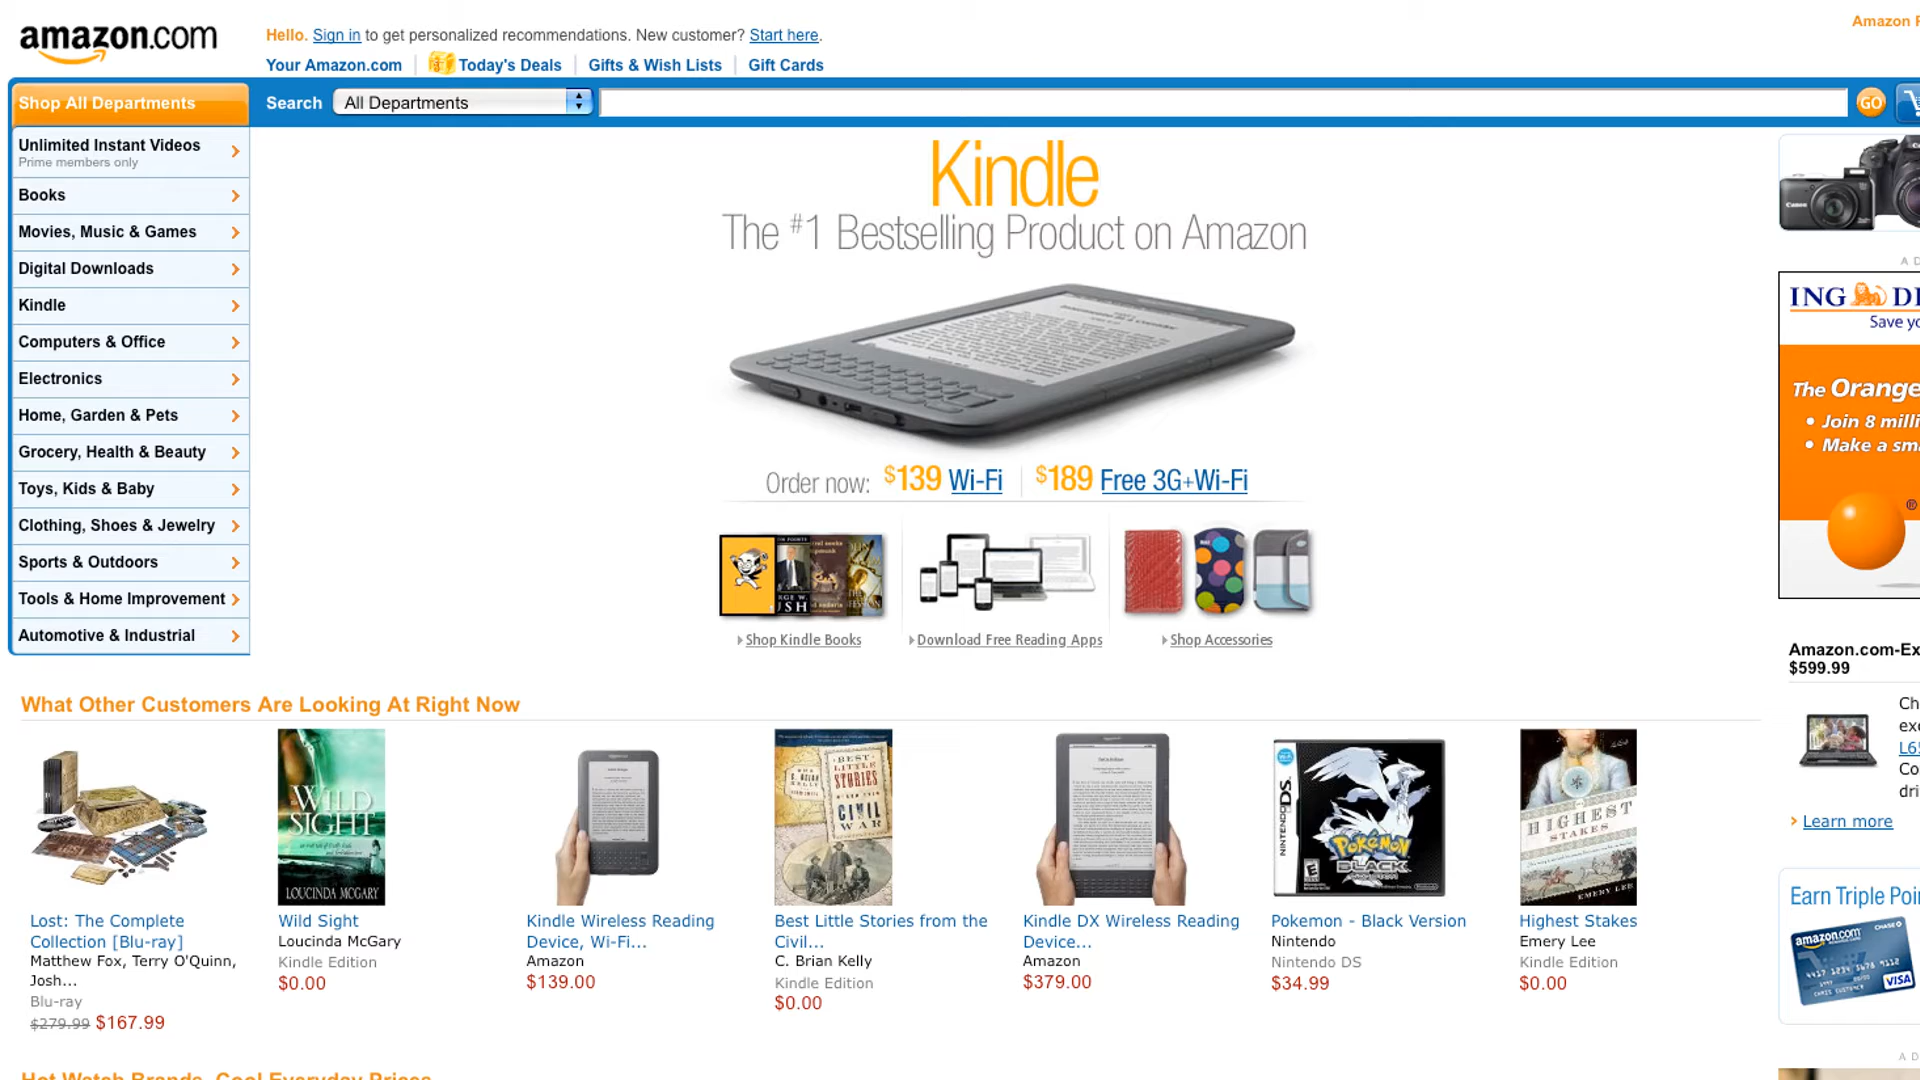 amazon.com
Hello. Sign in to get personalized recommendations. New customer? Start here.
Amazon
Your Amazon.com
Today's Deals
Gifts & Wish Lists
Gift Cards
Shop All Departments
Search
All Departments
GO
Unlimited Instant Videos
Prime members only
Books
Movies, Music & Games
Digital Downloads
Kindle
Computers & Office
Electronics
Home, Garden & Pets
Grocery, Health & Beauty
Toys, Kids & Baby
Clothing, Shoes & Jewelry
Sports & Outdoors
Tools & Home Improvement
Automotive & Industrial
Kindle
The #1 Bestselling Product on Amazon
Order now: $139 Wi-Fi
$189 Free 3G+Wi-Fi
Shop Kindle Books
Download Free Reading Apps
Shop Accessories
Canon
ING
Save
The Orange
• Join 8
• Make a
®
Amazon.com-Ex
$599.99
Learn more
Earn Triple
amazon.com
CHASE
VISA
What Other Customers Are Looking At Right Now
WILD
SIGHT
LOUCINDA MCGARY
BEST
LITTLE
STORIES
CIVIL
WAR
NINTENDO DS
POKéMON
BLACK
HIGHEST
STAKES
EMERY LEE
Lost: The Complete
Collection [Blu-ray]
Matthew Fox, Terry O'Quinn,
Josh...
Blu-ray
$279.99 $167.99
Wild Sight
Loucinda McGary
Kindle Edition
$0.00
Kindle Wireless Reading
Device, Wi-Fi...
Amazon
$139.00
Best Little Stories from the
Civil...
C. Brian Kelly
Kindle Edition
$0.00
Kindle DX Wireless Reading
Device...
Amazon
$379.00
Pokemon - Black Version
Nintendo
Nintendo DS
$34.99
Highest Stakes
Emery Lee
Kindle Edition
$0.00
Hot Watch Brands, Cool Everyday Prices